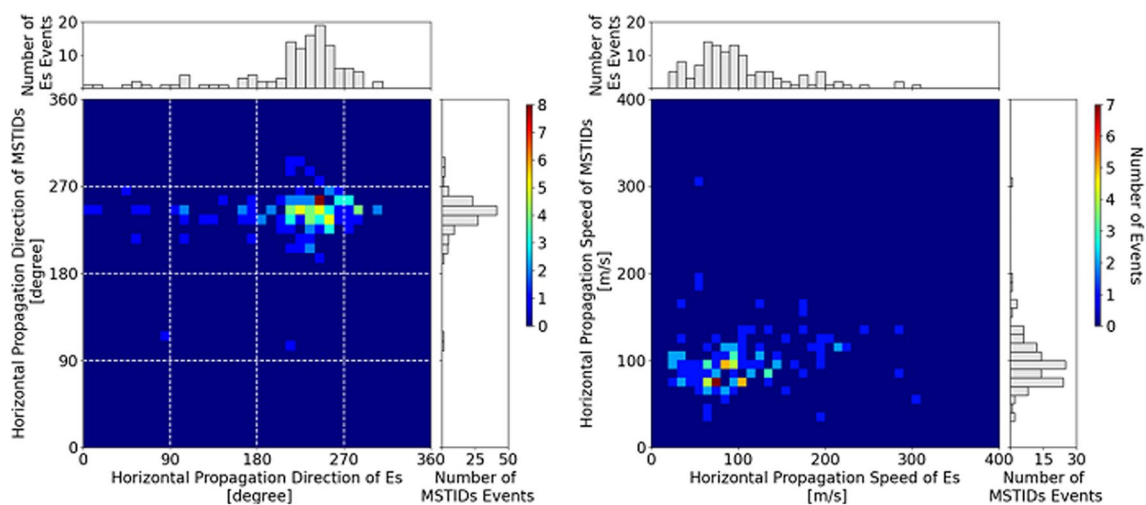 Number of
Es Events
20
10
360
270
180
90
0
Horizontal Propagation Direction of MSTIDs
[degree]
0 90 180 270 360
Horizontal Propagation Direction of Es
[degree]
25 50
Number of
MSTIDs Events
8
7
6
5
4
3
2
1
0
Number of
Es Events
20
10
400
300
200
100
0
Horizontal Propagation Speed of MSTIDs
[m/s]
0 100 200 300 400
Horizontal Propagation Speed of Es
[m/s]
15 30
Number of
MSTIDs Events
7
6
5
4
3
2
1
0
Number of Events